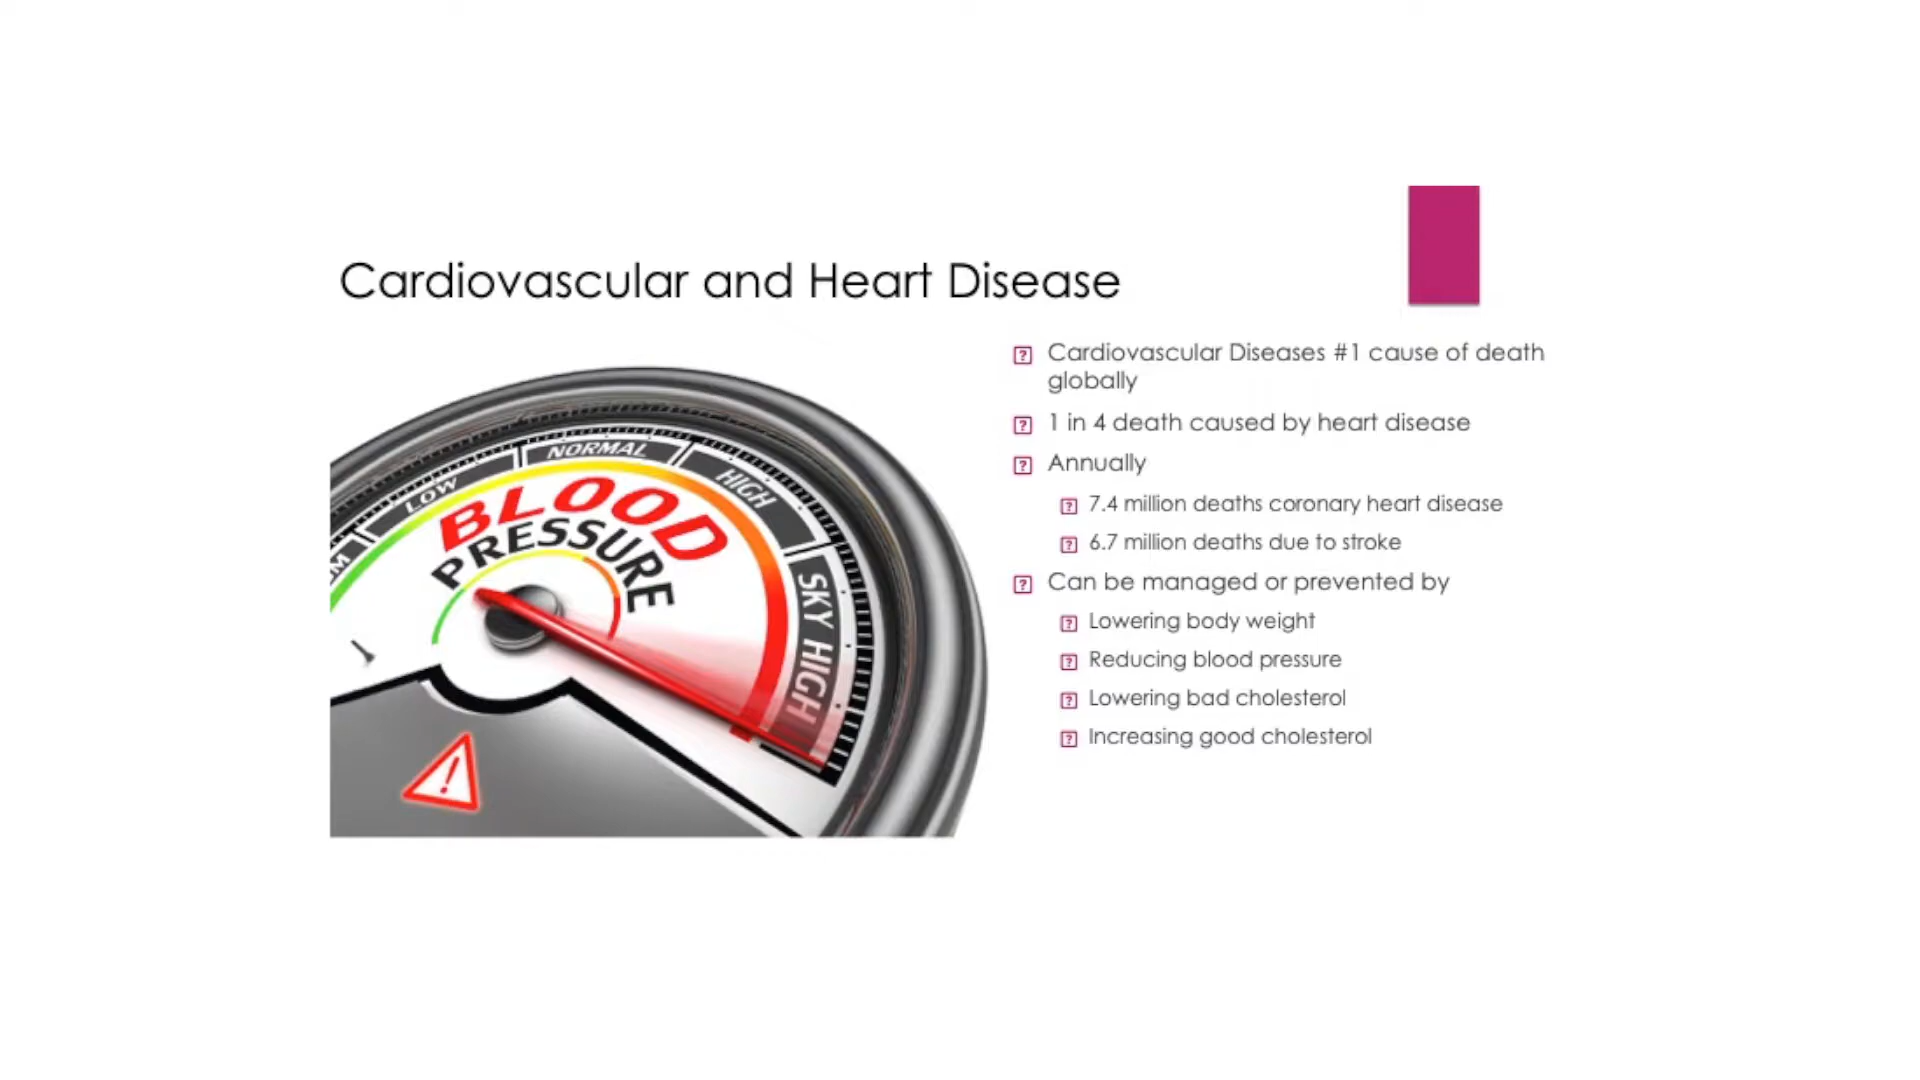 Cardiovascular and Heart Disease
Cardiovascular Diseases #1 cause of death
globally
1 in 4 death caused by heart disease
Annually
7.4 million deaths coronary heart disease
6.7 million deaths due to stroke
Can be managed or prevented by
Lowering body weight
Reducing blood pressure
Lowering bad cholesterol
Increasing good cholesterol
LOW
NORMAL
HIGH
SKY HIGH
BLOOD
PRESSURE
!